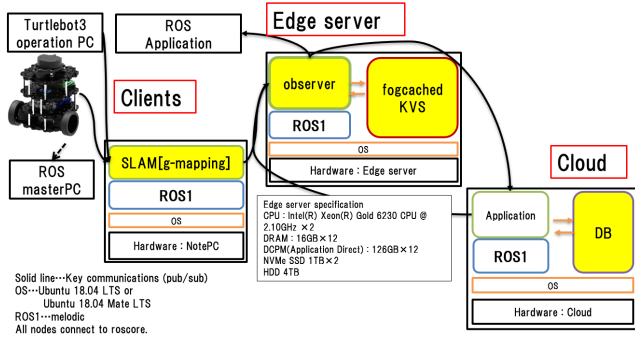 Turtlebot3
operation PC
ROS
Application
Edge server
Clients
observer
fogcached
KVS
ROS1
OS
Hardware : Edge server
ROS
masterPC
SLAM[g-mapping]
ROS1
OS
Hardware : NotePC
Edge server specification
CPU : Intel(R) Xeon(R) Gold 6230 CPU @
2.10GHz ×2
DRAM : 16GB×12
DCPM(Application Direct) : 126GB×12
NVMe SSD 1TB×2
HDD 4TB
Cloud
Application
DB
ROS1
OS
Hardware : Cloud
Solid line…Key communications (pub/sub)
OS…Ubuntu 18.04 LTS or
Ubuntu 18.04 Mate LTS
ROS1…melodic
All nodes connect to roscore.